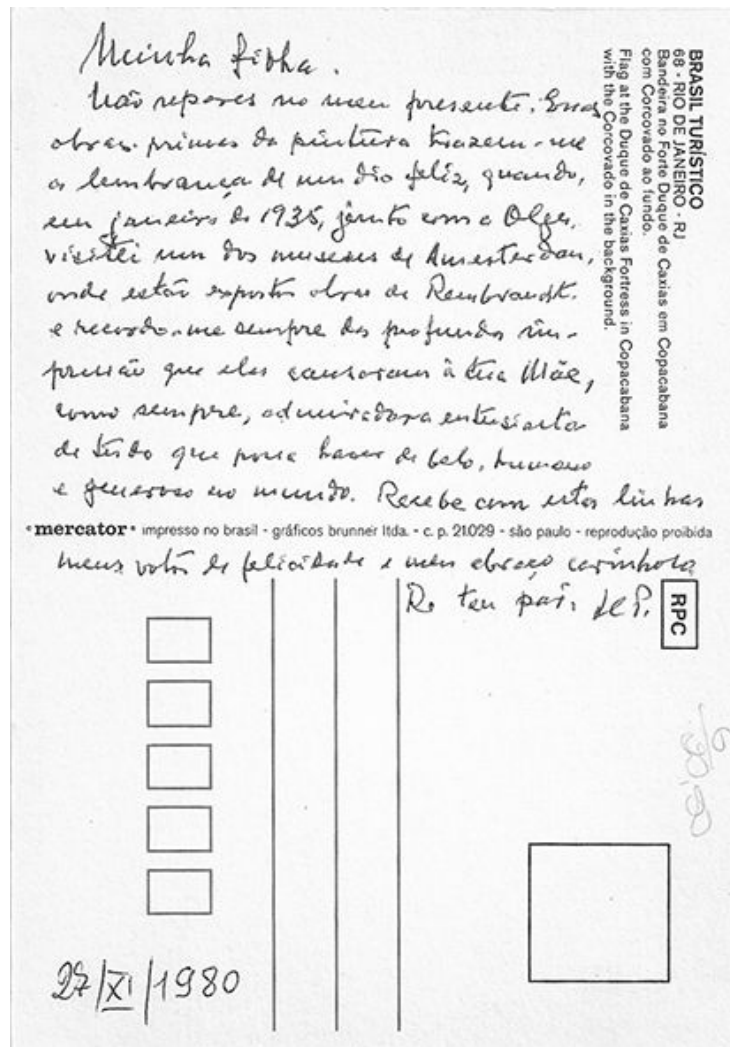 Minha filha.
Não repares no meu presente. Essas
obras-primas da pintura trazem-me
a lembrança de um dia feliz, quando,
em janeiro de 1935, junto com a Olga,
visitei um dos museus de Amesterdan,
onde estão expostas obras de Rembrandt.
e recordo-me sempre da profunda im-
pressão que elas causaram à tua Mãe,
como sempre, admiradora entusiasta
de tudo que possa haver de belo, humano
e generoso no mundo. Recebe com estas linhas
•mercator• impresso no brasil - gráficos brunner ltda. - c. p. 21.029 - são paulo - reprodução proibida
meus votos de felicidade e meu abraço carinhoso
Do teu pai.
RPC
BRASIL TURÍSTICO
68 - RIO DE JANEIRO - RJ
Bandeira no Forte Duque de Caxias em Copacabana
com Corcovado ao fundo.
Flag at the Duque de Caxias Fortress in Copacabana
with the Corcovado in the background.
27/XI/1980